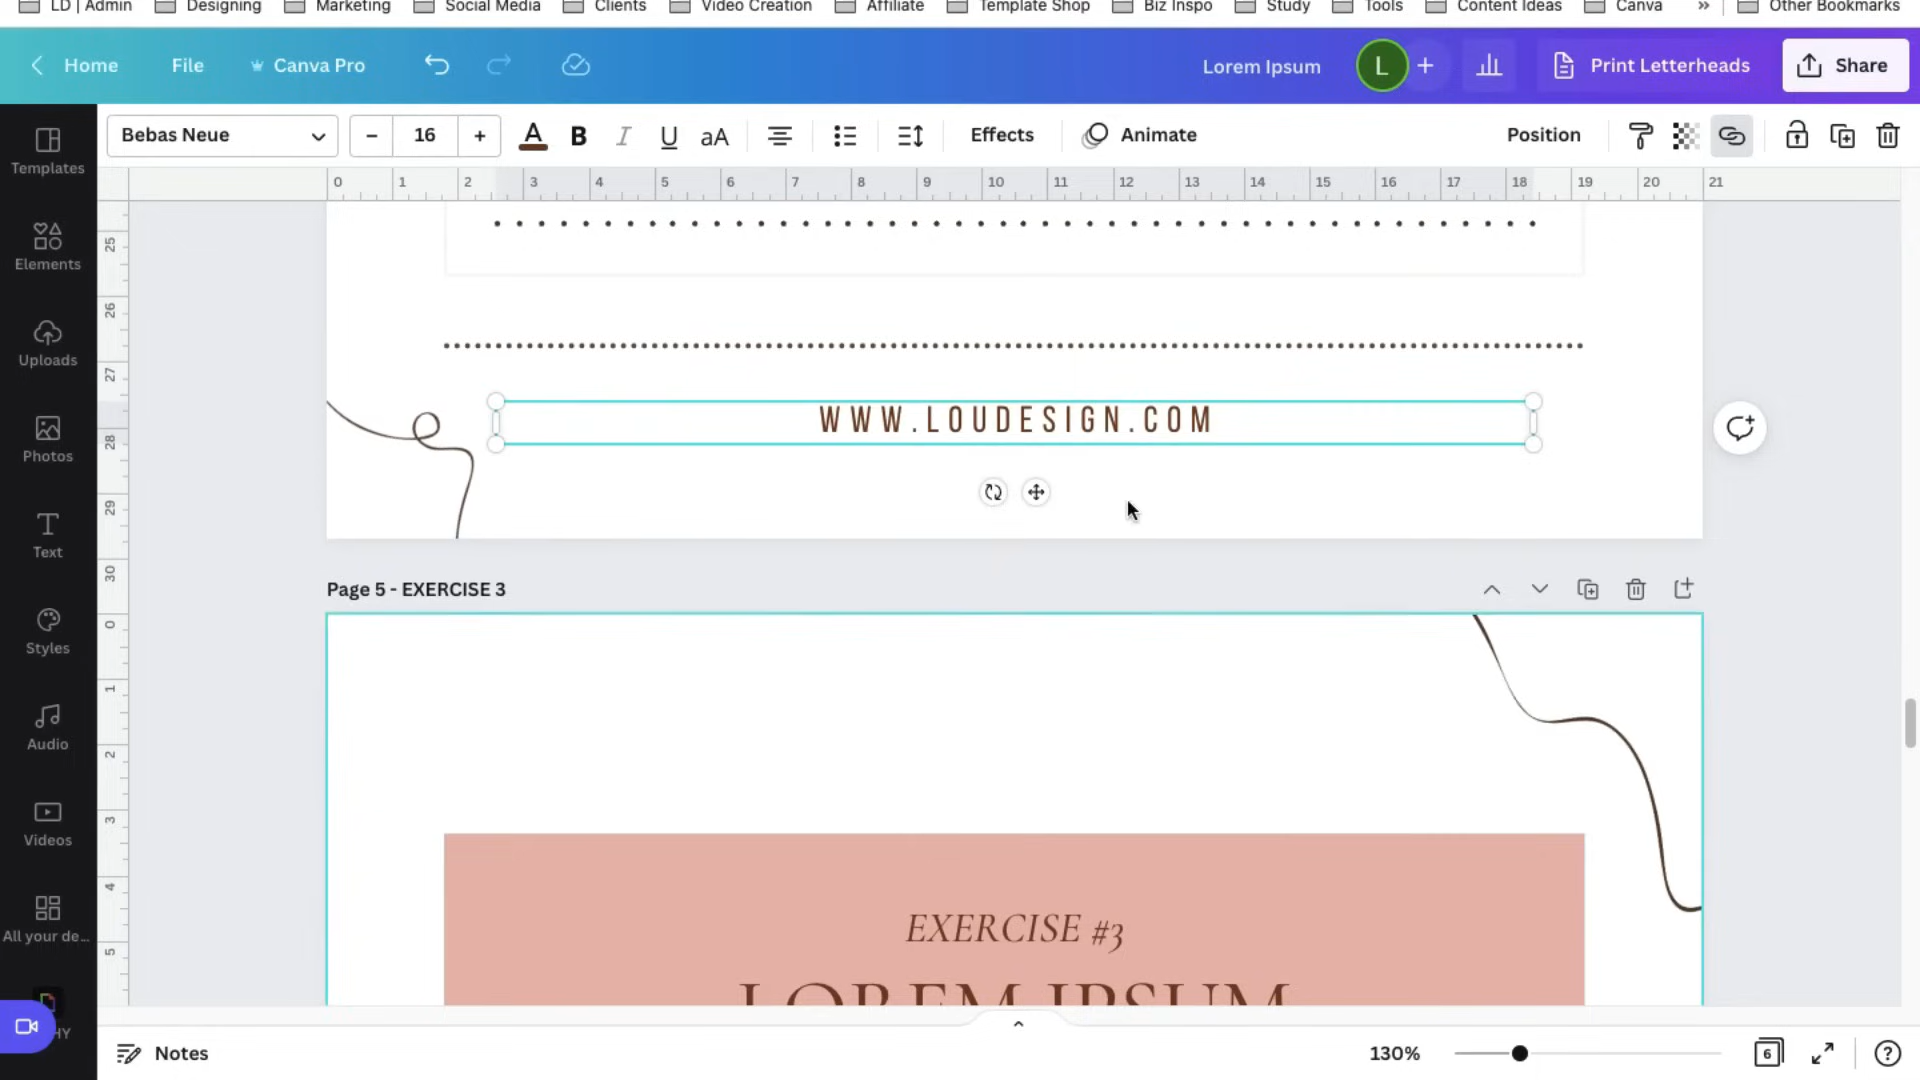 LD | Admin Designing Marketing Social Media Clients Video Creation Affiliate Template Shop Biz Inspo Study Tools Content Ideas Canva » Other Bookmarks
Home File Canva Pro Lorem Ipsum L + Print Letterheads Share
Bebas Neue − 16 + A B I U aA Effects Animate Position
0 1 2 3 4 5 6 7 8 9 10 11 12 13 14 15 16 17 18 19 20 21
Templates
Elements
Uploads
Photos
Text
Styles
Audio
Videos
All your de...
HY
25
26
27
28
29
30
0
1
2
3
4
5
WWW.LOUDESIGN.COM
Page 5 - EXERCISE 3
EXERCISE #3
LOREM IPSUM
Notes 130% 6 ?